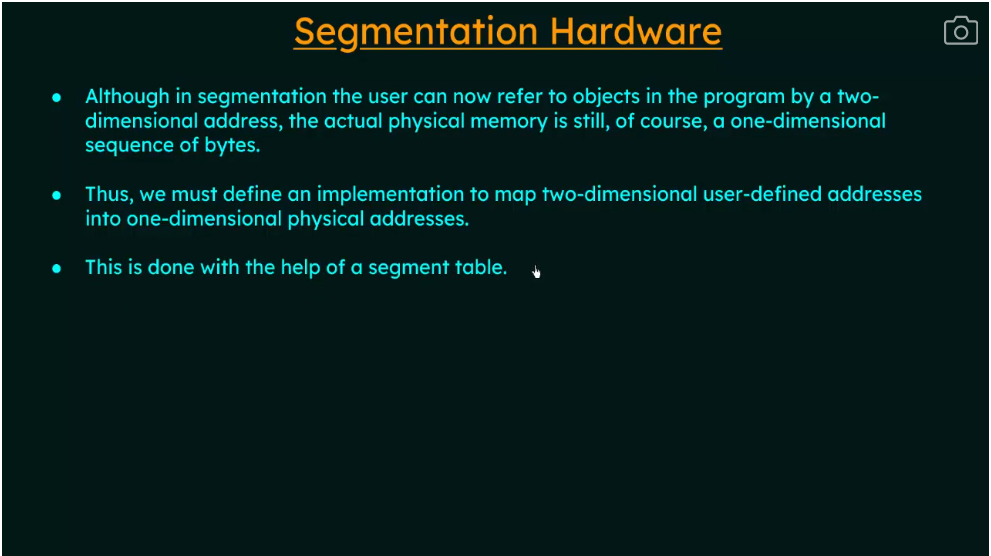 Segmentation Hardware
● Although in segmentation the user can now refer to objects in the program by a two-
dimensional address, the actual physical memory is still, of course, a one-dimensional
sequence of bytes.
● Thus, we must define an implementation to map two-dimensional user-defined addresses
into one-dimensional physical addresses.
● This is done with the help of a segment table.